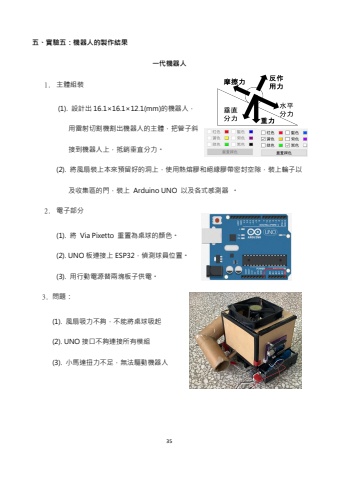 五、實驗五：機器人的製作結果
一代機器人
1. 主體組裝
(1). 設計出 16.1×16.1×12.1(mm)的機器人，
用雷射切割機割出機器人的主體，把管子斜
接到機器人上，抵銷垂直分力。
摩擦力
反作
用力
垂直
分力
水平
分力
重力
(2). 將風扇裝上本來預留好的洞上，使用熱熔膠和絕緣膠帶密封空隙，裝上輪子以
及收集區的門，裝上 Arduino UNO 以及各式感測器 。
2. 電子部分
(1). 將 Via Pixetto 重置為桌球的顏色。
(2). UNO 板連接上 ESP32，偵測球員位置。
(3). 用行動電源替兩塊板子供電。
UNO
ARDUINO
3. 問題：
(1). 風扇吸力不夠，不能將桌球吸起
(2). UNO 接口不夠連接所有模組
(3). 小馬達扭力不足，無法驅動機器人
35